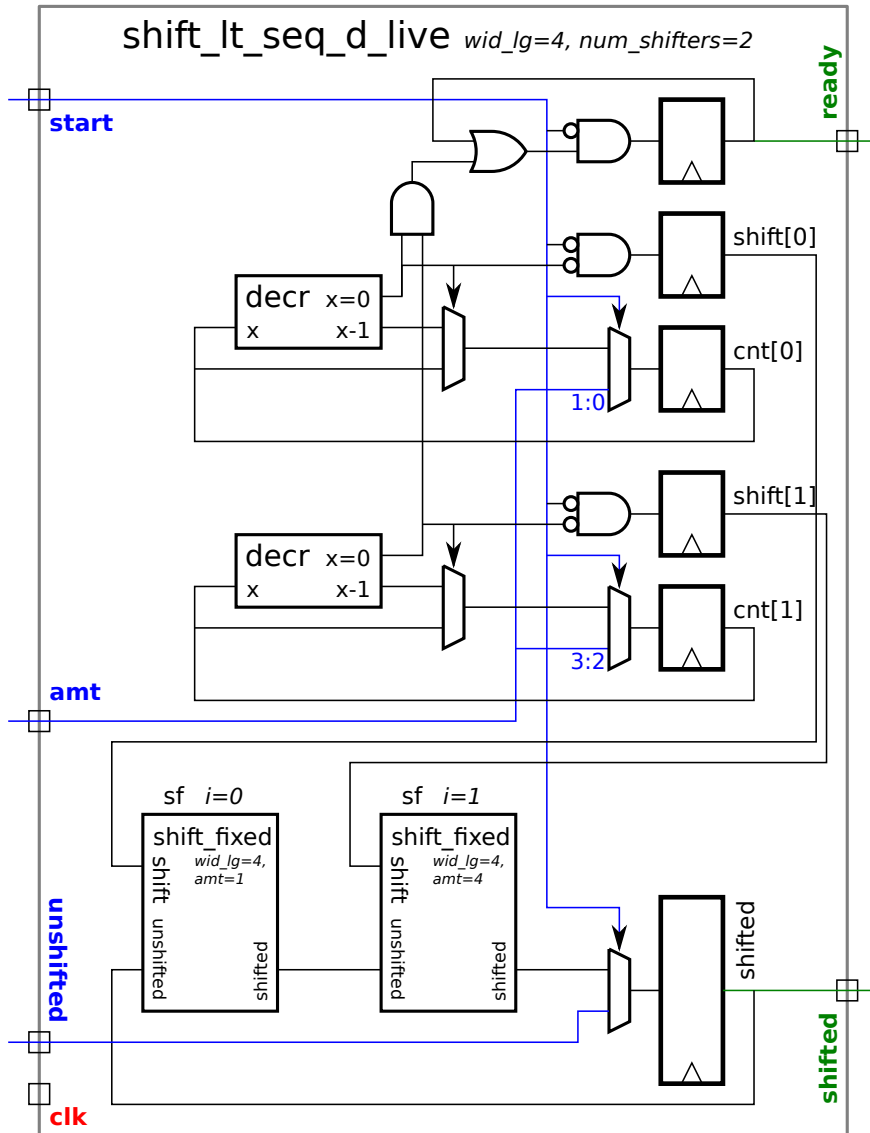 shift_lt_seq_d_live wid_lg=4, num_shifters=2
start
ready
shift[0]
decr x=0
x x-1
cnt[0]
1:0
shift[1]
decr x=0
x x-1
cnt[1]
3:2
amt
sf i=0
sf i=1
shift_fixed
wid_lg=4,
amt=1
shift
unshifted
shifted
shift_fixed
wid_lg=4,
amt=4
shift
unshifted
shifted
shifted
unshifted
shifted
clk